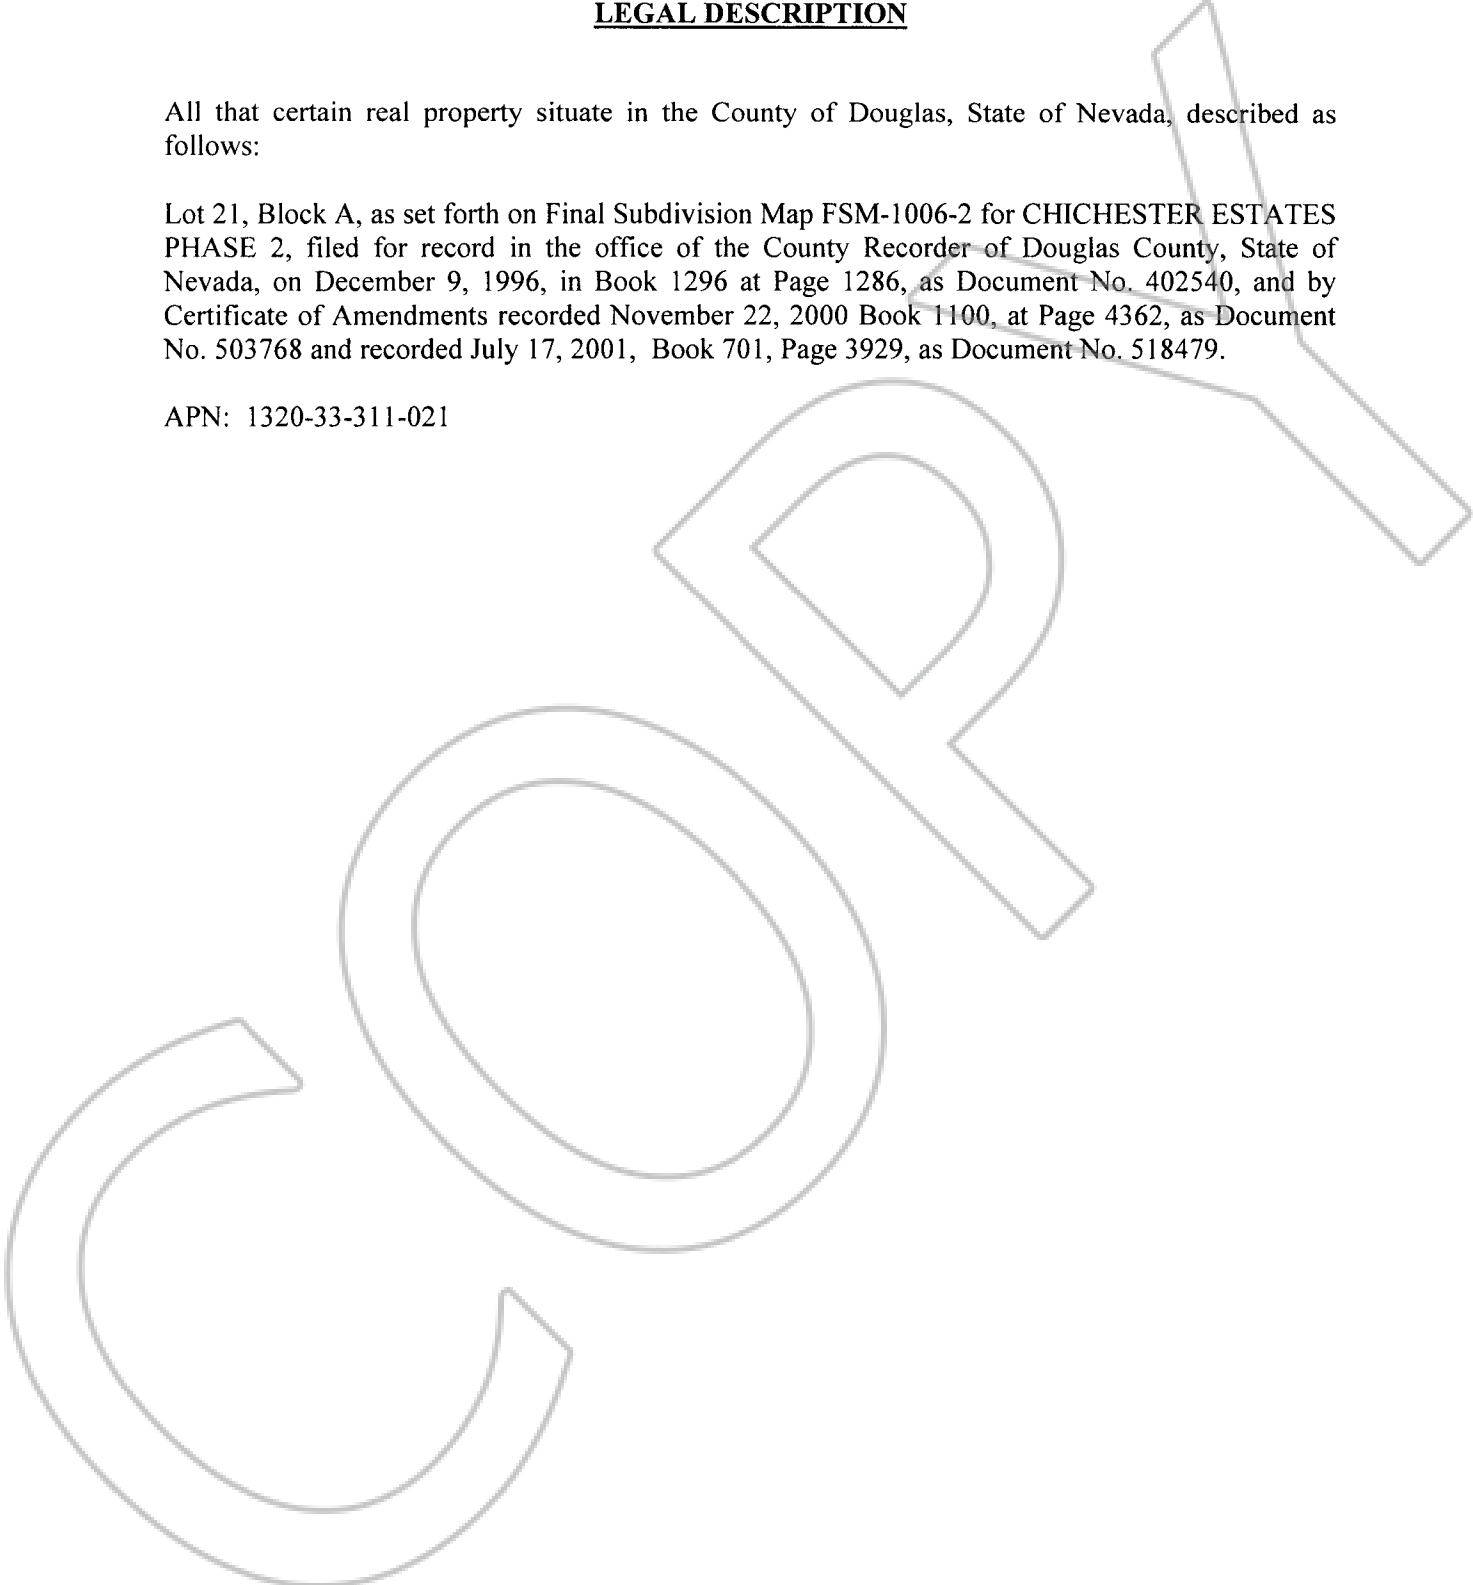 LEGAL DESCRIPTION
All that certain real property situate in the County of Douglas, State of Nevada, described as
follows:
Lot 21, Block A, as set forth on Final Subdivision Map FSM-1006-2 for CHICHESTER ESTATES
PHASE 2, filed for record in the office of the County Recorder of Douglas County, State of
Nevada, on December 9, 1996, in Book 1296 at Page 1286, as Document No. 402540, and by
Certificate of Amendments recorded November 22, 2000 Book 1100, at Page 4362, as Document
No. 503768 and recorded July 17, 2001, Book 701, Page 3929, as Document No. 518479.
APN: 1320-33-311-021
COPY